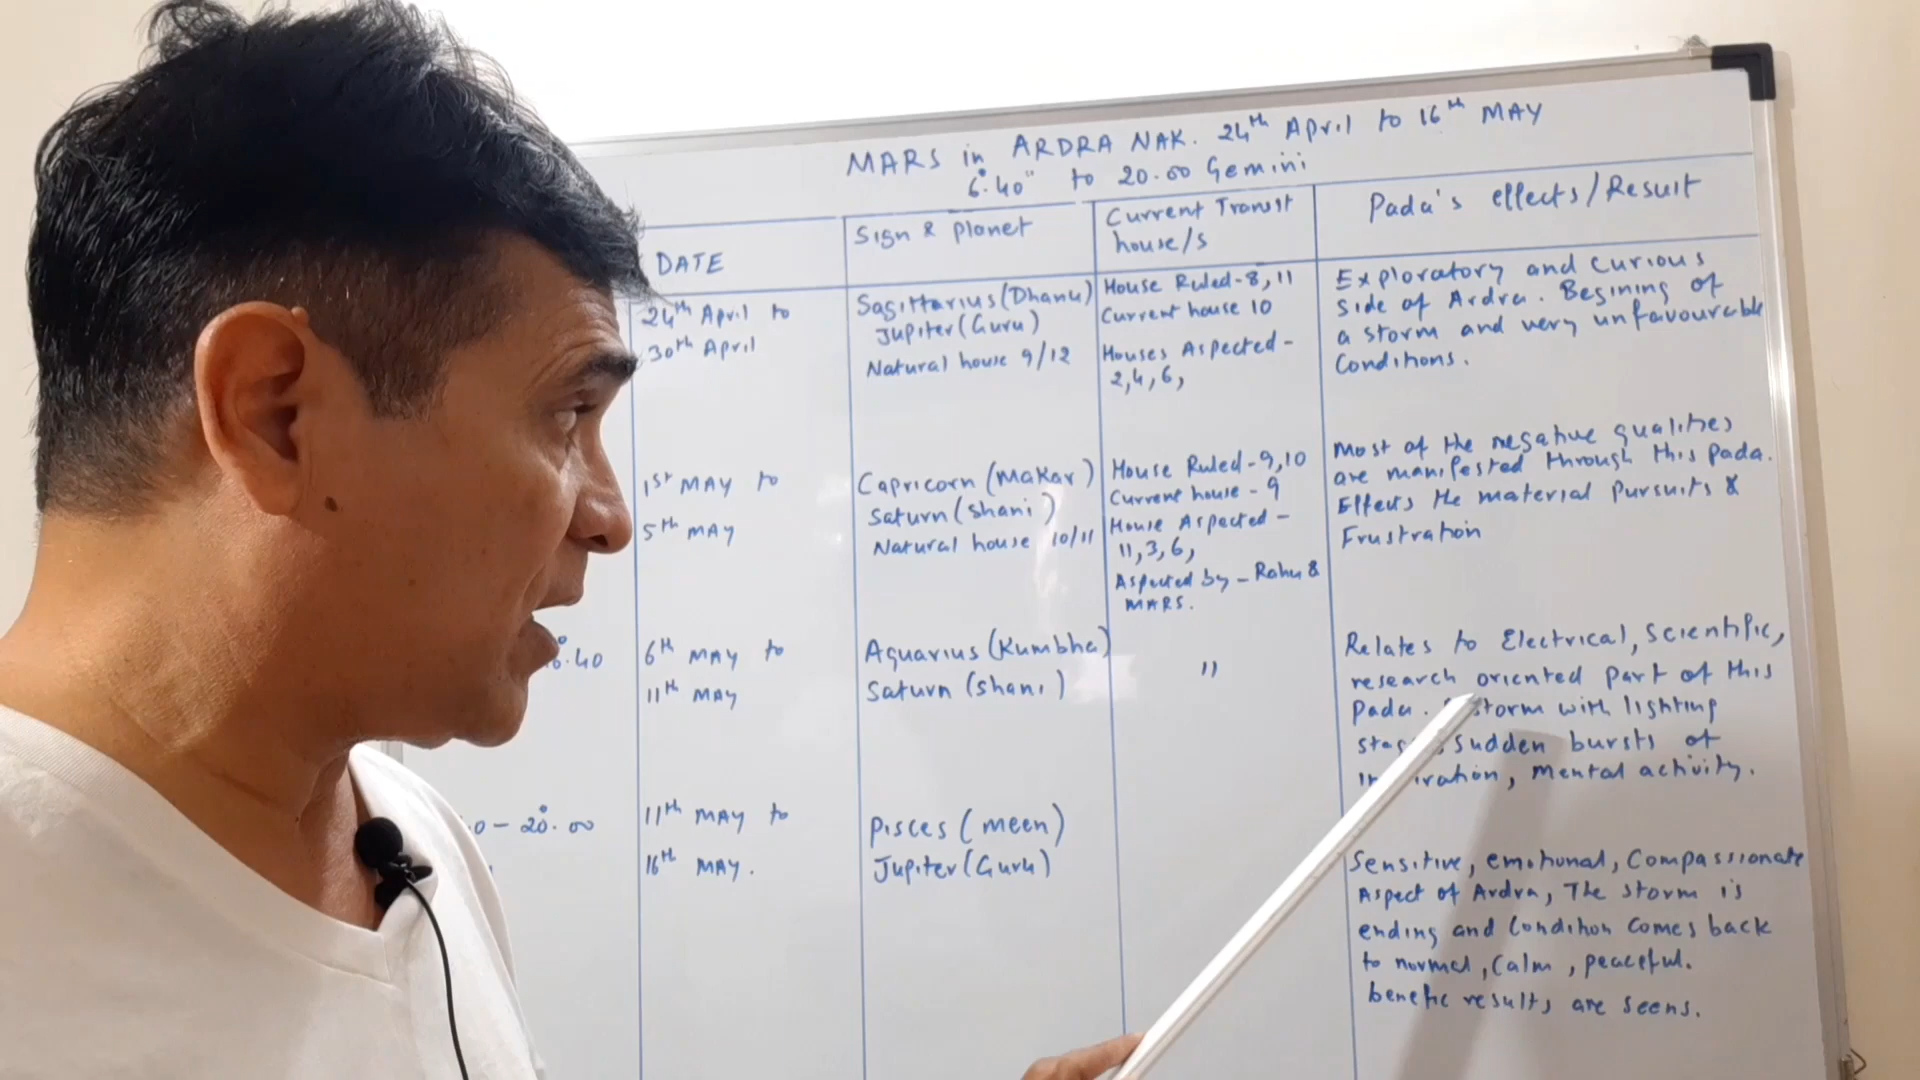 MARS in ARDRA NAK. 24th April to 16th MAY
6°.40" to 20.00 Gemini
DATE
Sign & planet
Current Transit
house/s
Pada's effects/Result
24th April to
30th April
Sagittarius (Dhanu)
Jupiter (Guru)
Natural house 9/12
House Ruled-8, 11
Current house 10
Houses Aspected -
2,4,6,
Exploratory and curious
side of Ardra. Begining of
a storm and very unfavourable
Conditions.
1st MAY to
5th MAY
Capricorn (Makar)
Saturn (Shani)
Natural house 10/11
House Ruled-9,10
Current house - 9
House Aspected -
11,3,6,
Aspected by - Rahu &
MARS.
Most of the negative qualities
are manifested through this pada.
Effects the material Pursuits &
Frustration
.40
6th MAY to
11th MAY
Aquarius (Kumbha)
Saturn (Shani)
"
Relates to Electrical, Scientific,
research oriented part of this
Pada. storm with lighting
sudden bursts of
, mental activity.
0 - 20°.00
11th MAY to
16th MAY.
Pisces (Meen)
Jupiter (Guru)
Sensitive, emotional, Compassionate
Aspect of Ardra, The storm is
ending and Condition comes back
to normal, Calm, peaceful.
benefic results are seens.